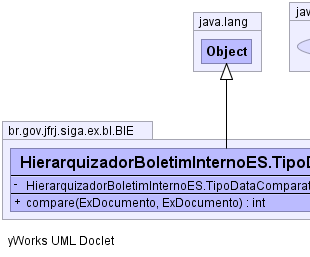 java.lang
Object
br.gov.jfrj.siga.ex.bl.BIE
HierarquizadorBoletimInternoES.TipoD
- HierarquizadorBoletimInternoES.TipoDataComparat
+ compare(ExDocumento, ExDocumento) : int
yWorks UML Doclet